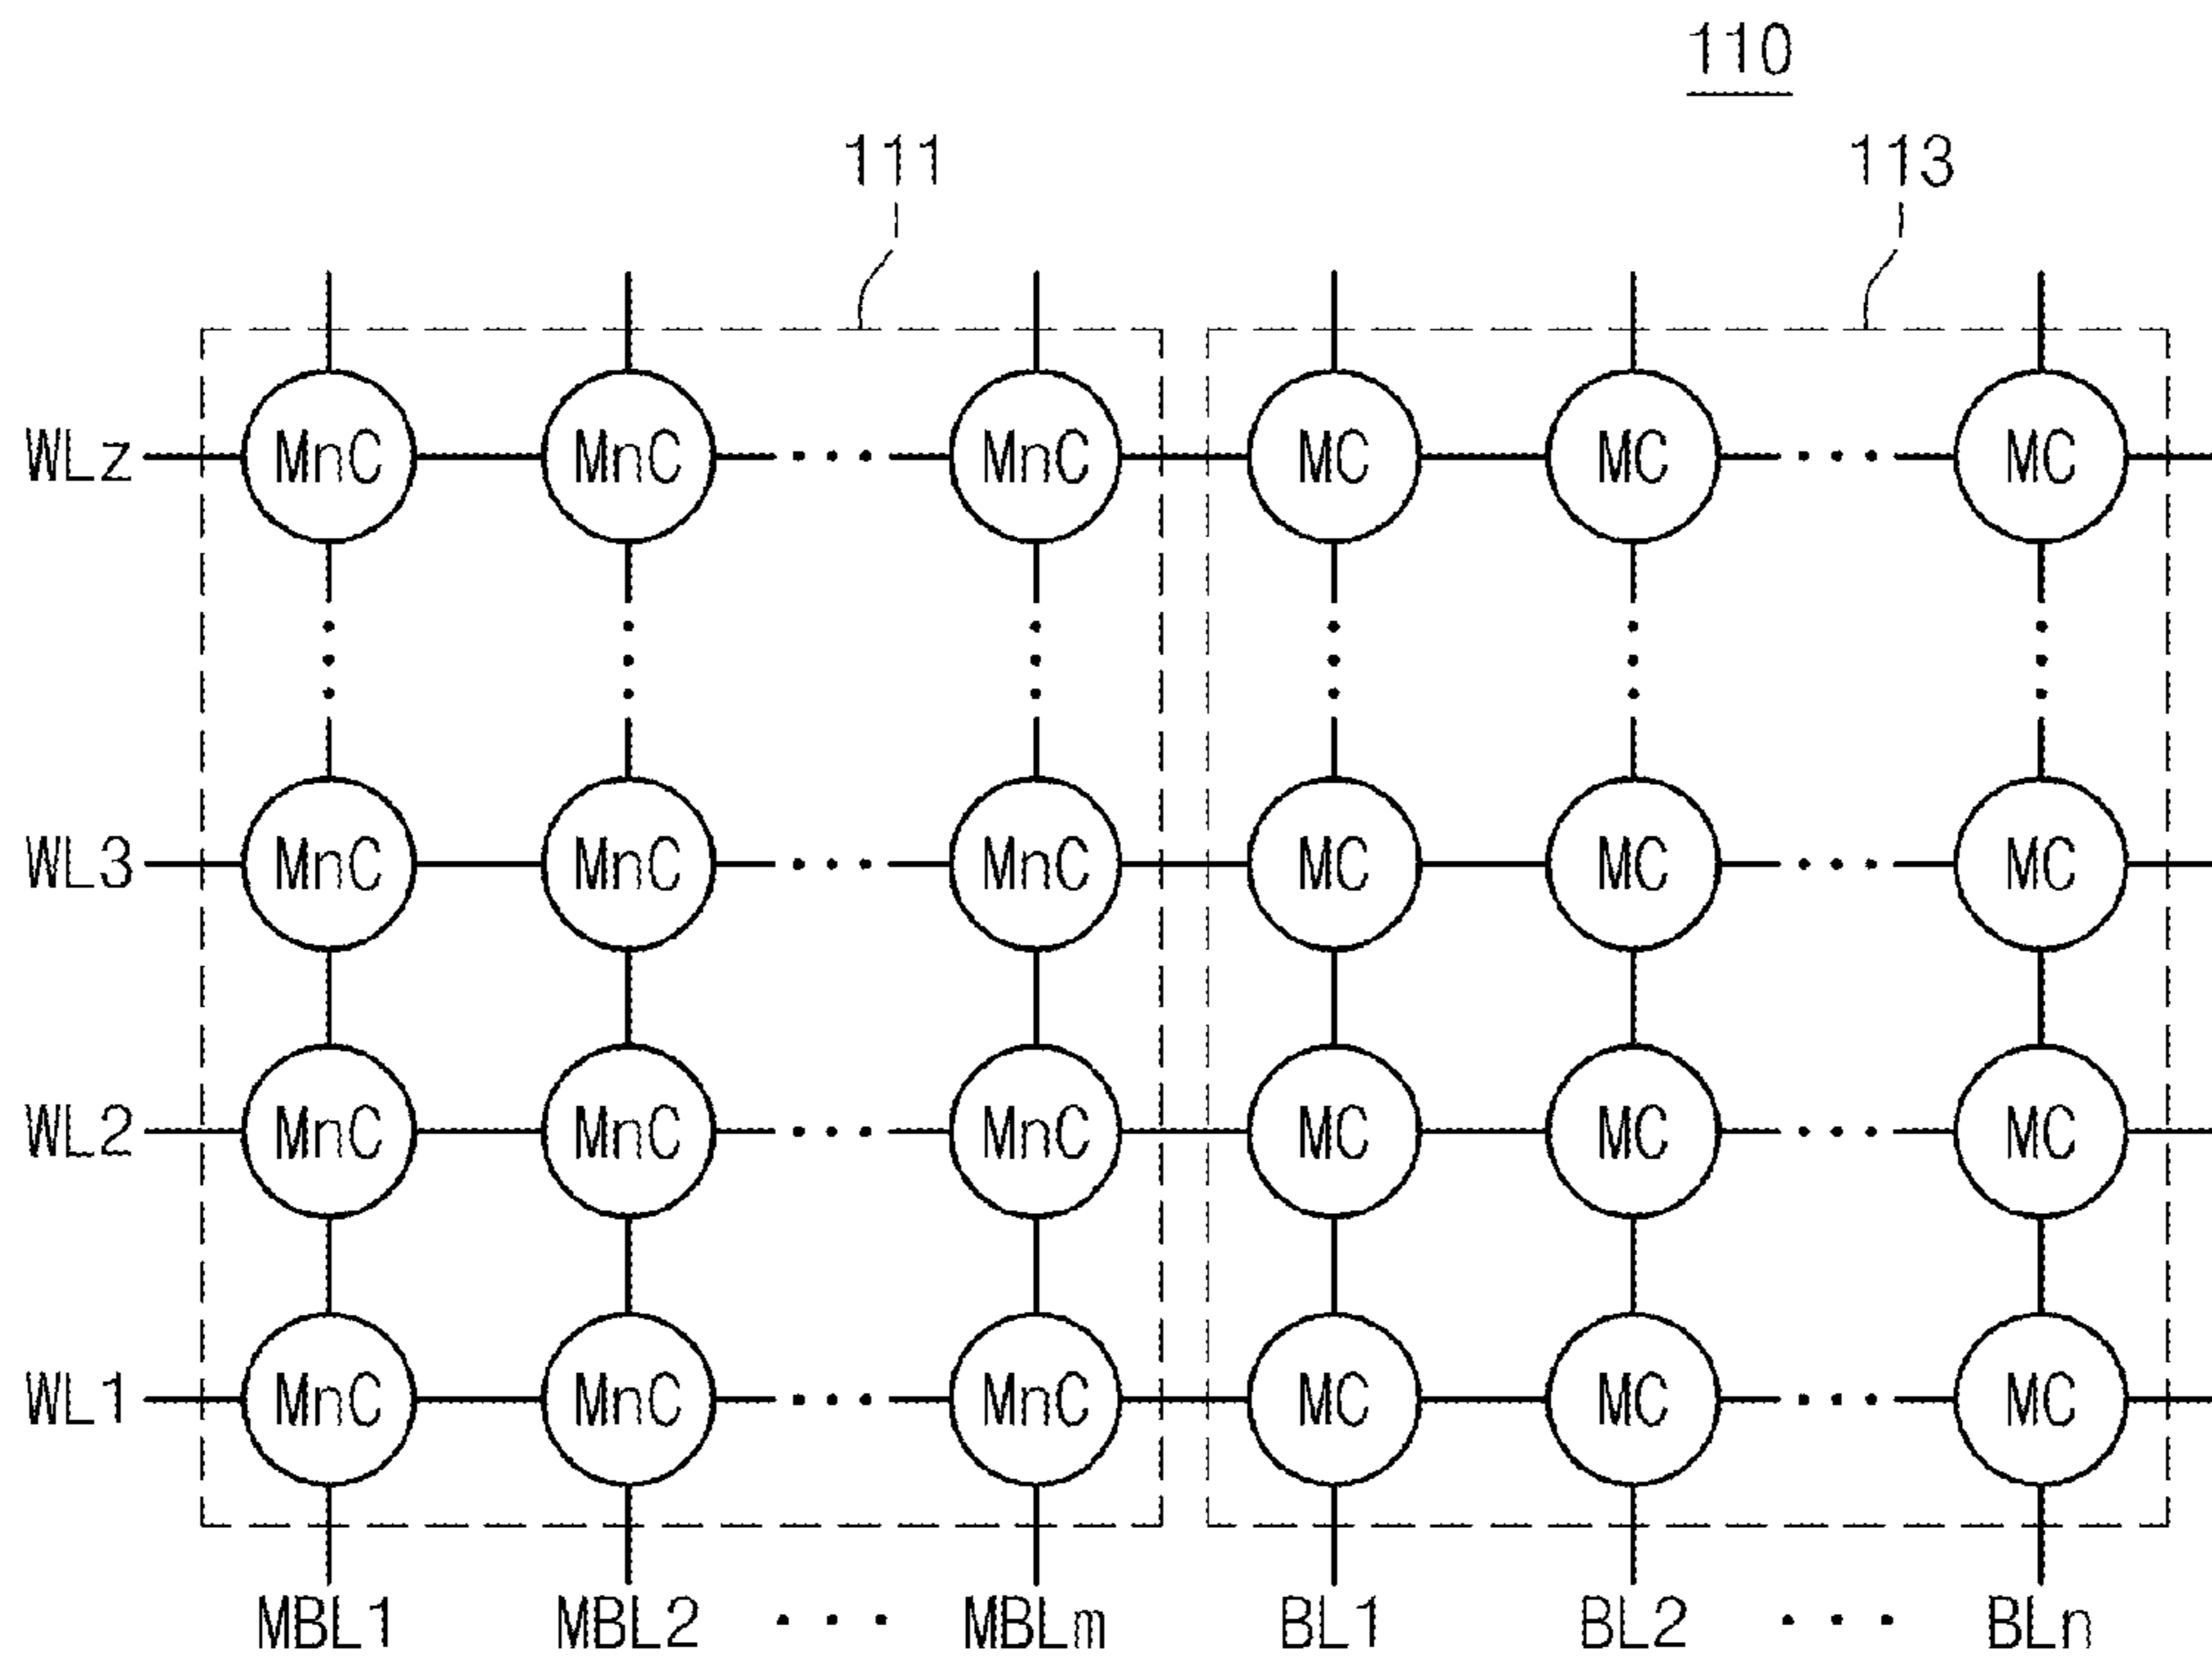 110
111 113
WLz MnC MnC ... MnC MC MC ... MC
WL3 MnC MnC ... MnC MC MC ... MC
WL2 MnC MnC ... MnC MC MC ... MC
WL1 MnC MnC ... MnC MC MC ... MC
MBL1 MBL2 ... MBLm BL1 BL2 ... BLn